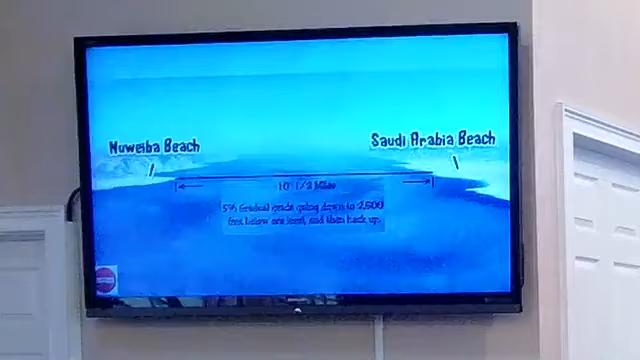 Nuweiba Beach
Saudi Arabia Beach
10 1/2 Miles
5% Gradual grade going down to 2,500
feet below sea level, and then back up.